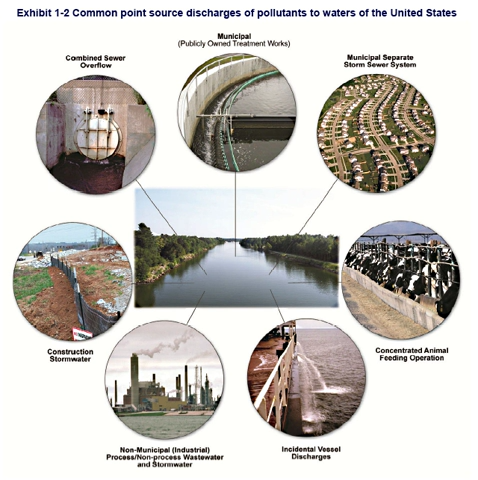 Exhibit 1-2 Common point source discharges of pollutants to waters of the United States
Municipal
(Publicly Owned Treatment Works)
Combined Sewer
Overflow
Municipal Separate
Storm Sewer System
Construction
Stormwater
Concentrated Animal
Feeding Operation
Non-Municipal (Industrial)
Process/Non-process Wastewater
and Stormwater
Incidental Vessel
Discharges